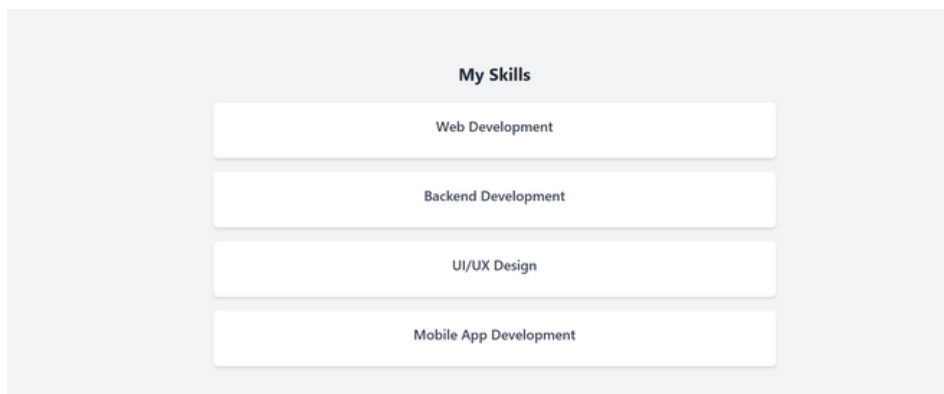 My Skills
Web Development
Backend Development
UI/UX Design
Mobile App Development